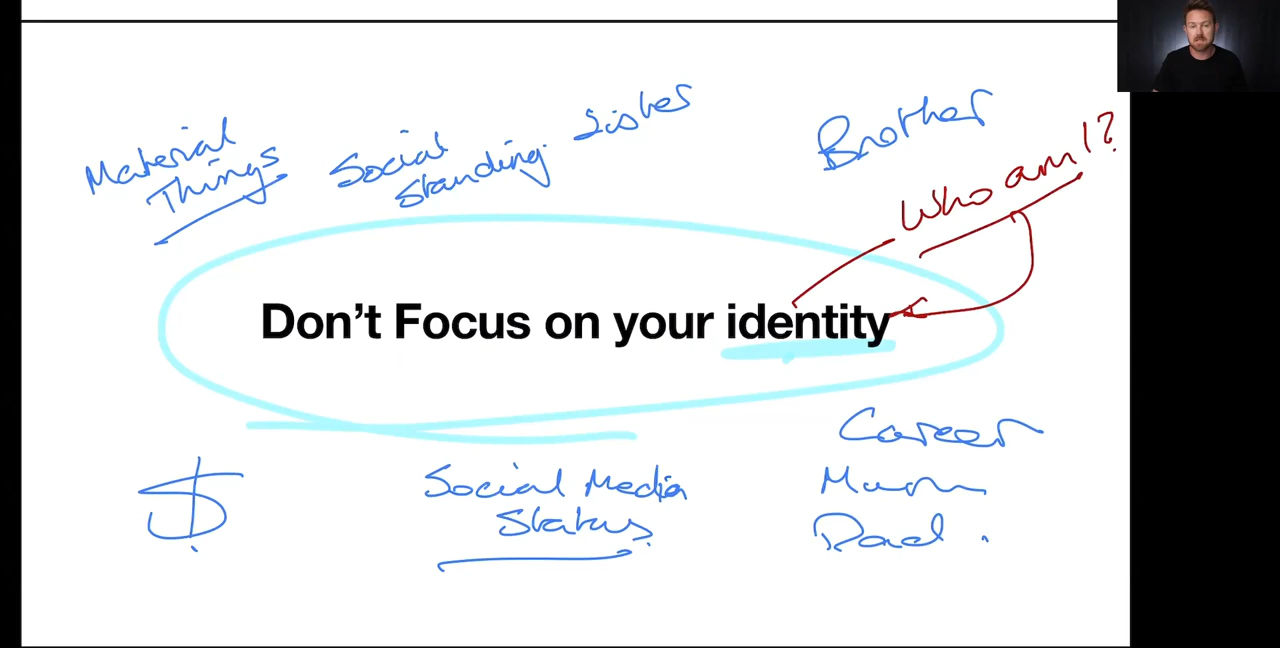 Material
Things
Social
Standing.
Sister
Brother
Who am I?
Don't Focus on your identity
$
Social Media
Status
Career
Mum
Dad.